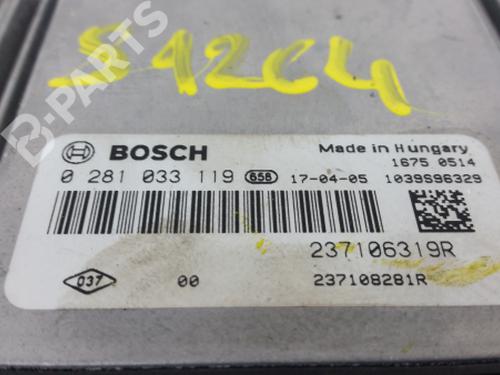 S12C4
B-PARTS
BOSCH
Made in Hungary
1675 0514
0 281 033 119 658 17-04-05 1039S96329
237106319R
037 00 237108281R